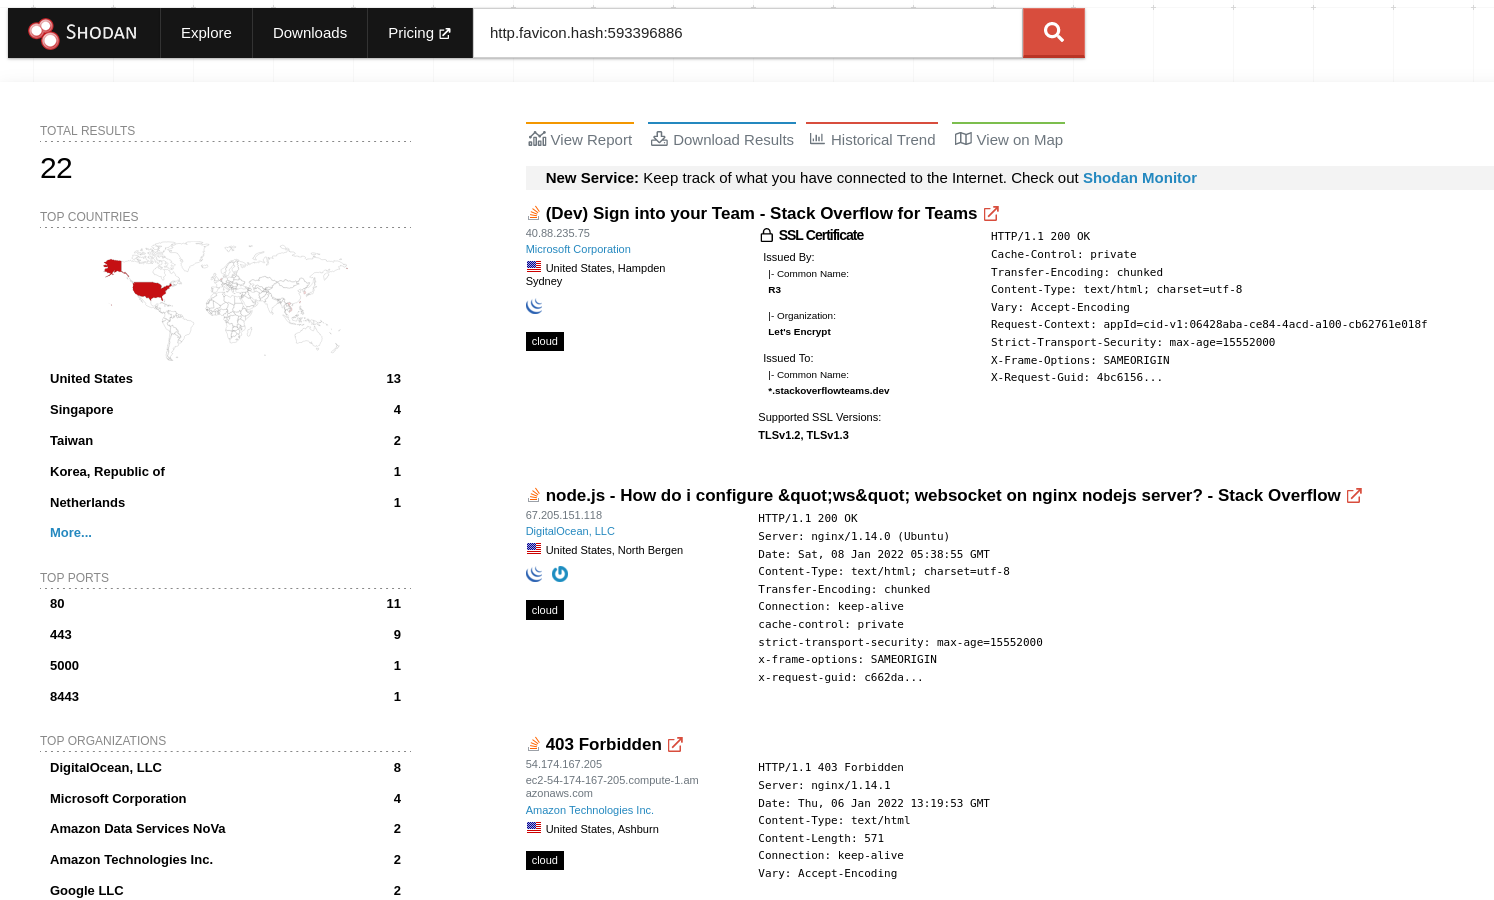 SHODAN Explore Downloads Pricing http.favicon.hash:593396886
TOTAL RESULTS
22
TOP COUNTRIES
United States 13
Singapore 4
Taiwan 2
Korea, Republic of 1
Netherlands 1
More...
TOP PORTS
80 11
443 9
5000 1
8443 1
TOP ORGANIZATIONS
DigitalOcean, LLC 8
Microsoft Corporation 4
Amazon Data Services NoVa 2
Amazon Technologies Inc. 2
Google LLC 2
View Report Download Results Historical Trend View on Map
New Service: Keep track of what you have connected to the Internet. Check out Shodan Monitor
(Dev) Sign into your Team - Stack Overflow for Teams
40.88.235.75
Microsoft Corporation
United States, Hampden
Sydney
cloud
SSL Certificate
Issued By:
|- Common Name:
R3
|- Organization:
Let's Encrypt
Issued To:
|- Common Name:
*.stackoverflowteams.dev
Supported SSL Versions:
TLSv1.2, TLSv1.3
HTTP/1.1 200 OK
Cache-Control: private
Transfer-Encoding: chunked
Content-Type: text/html; charset=utf-8
Vary: Accept-Encoding
Request-Context: appId=cid-v1:06428aba-ce84-4acd-a100-cb62761e018f
Strict-Transport-Security: max-age=15552000
X-Frame-Options: SAMEORIGIN
X-Request-Guid: 4bc6156...
node.js - How do i configure &quot;ws&quot; websocket on nginx nodejs server? - Stack Overflow
67.205.151.118
DigitalOcean, LLC
United States, North Bergen
cloud
HTTP/1.1 200 OK
Server: nginx/1.14.0 (Ubuntu)
Date: Sat, 08 Jan 2022 05:38:55 GMT
Content-Type: text/html; charset=utf-8
Transfer-Encoding: chunked
Connection: keep-alive
cache-control: private
strict-transport-security: max-age=15552000
x-frame-options: SAMEORIGIN
x-request-guid: c662da...
403 Forbidden
54.174.167.205
ec2-54-174-167-205.compute-1.am
azonaws.com
Amazon Technologies Inc.
United States, Ashburn
cloud
HTTP/1.1 403 Forbidden
Server: nginx/1.14.1
Date: Thu, 06 Jan 2022 13:19:53 GMT
Content-Type: text/html
Content-Length: 571
Connection: keep-alive
Vary: Accept-Encoding